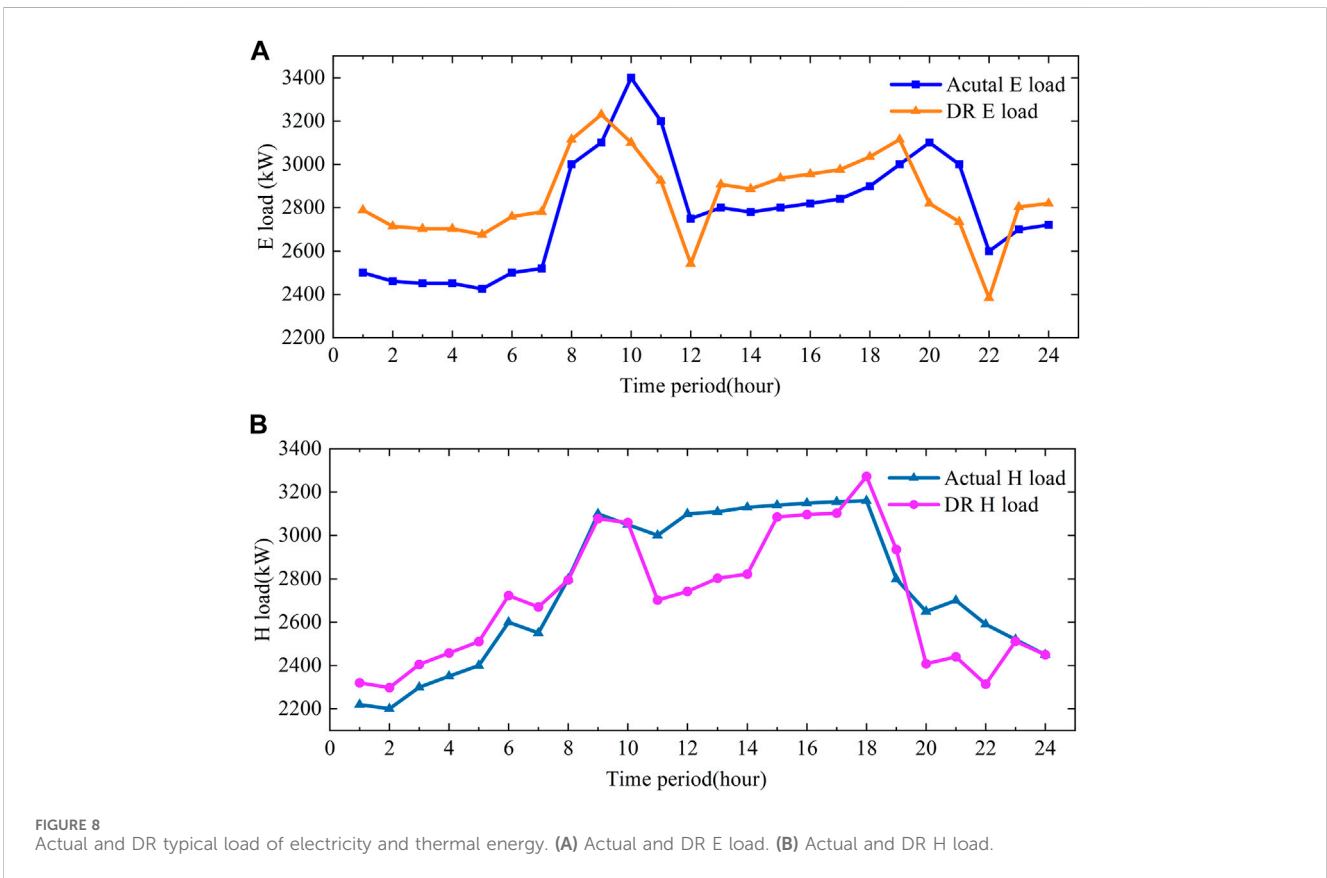 A
3400
3200
3000
2800
2600
2400
2200
E load (kW)
Acutal E load
DR E load
0 2 4 6 8 10 12 14 16 18 20 22 24
Time period(hour)
B
3400
3200
3000
2800
2600
2400
2200
H load(kW)
Actual H load
DR H load
0 2 4 6 8 10 12 14 16 18 20 22 24
Time period(hour)
FIGURE 8
Actual and DR typical load of electricity and thermal energy. (A) Actual and DR E load. (B) Actual and DR H load.